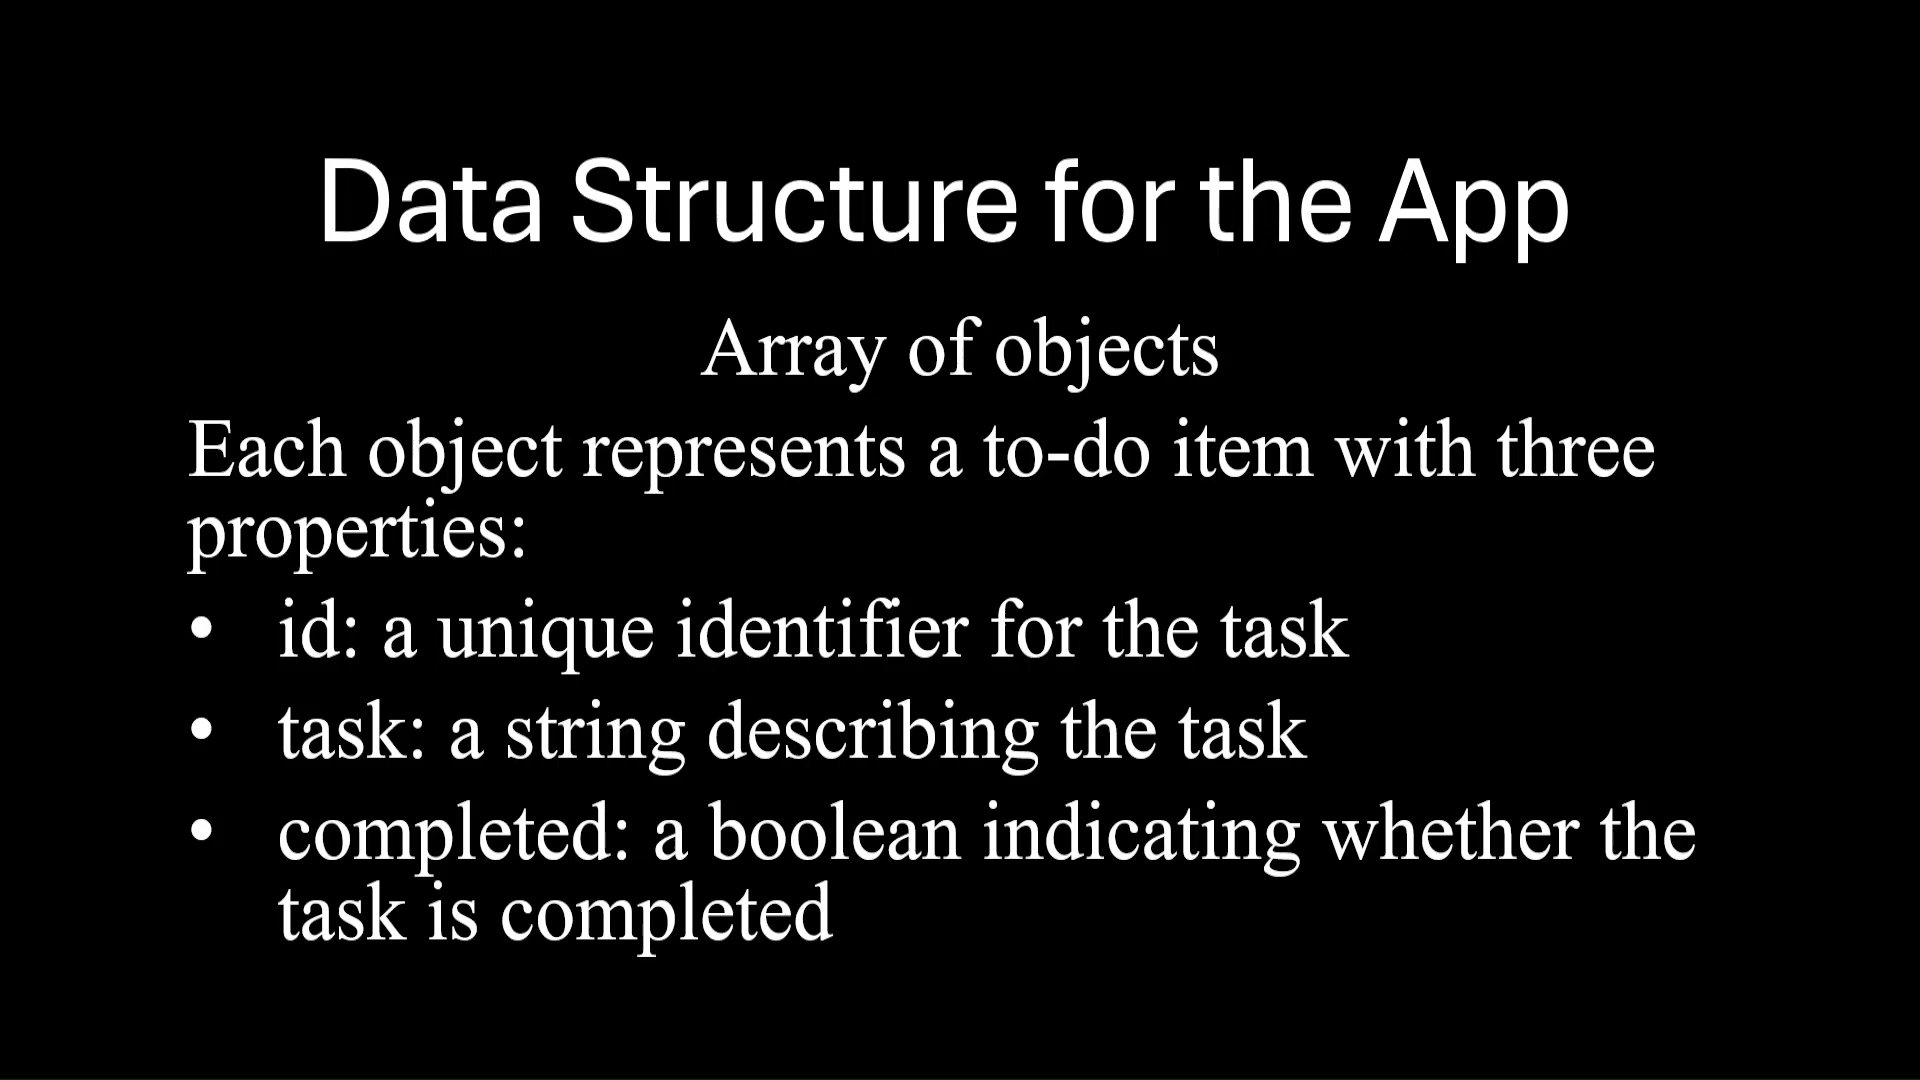 Data Structure for the App
Array of objects
Each object represents a to-do item with three
properties:
• id: a unique identifier for the task
• task: a string describing the task
• completed: a boolean indicating whether the
task is completed